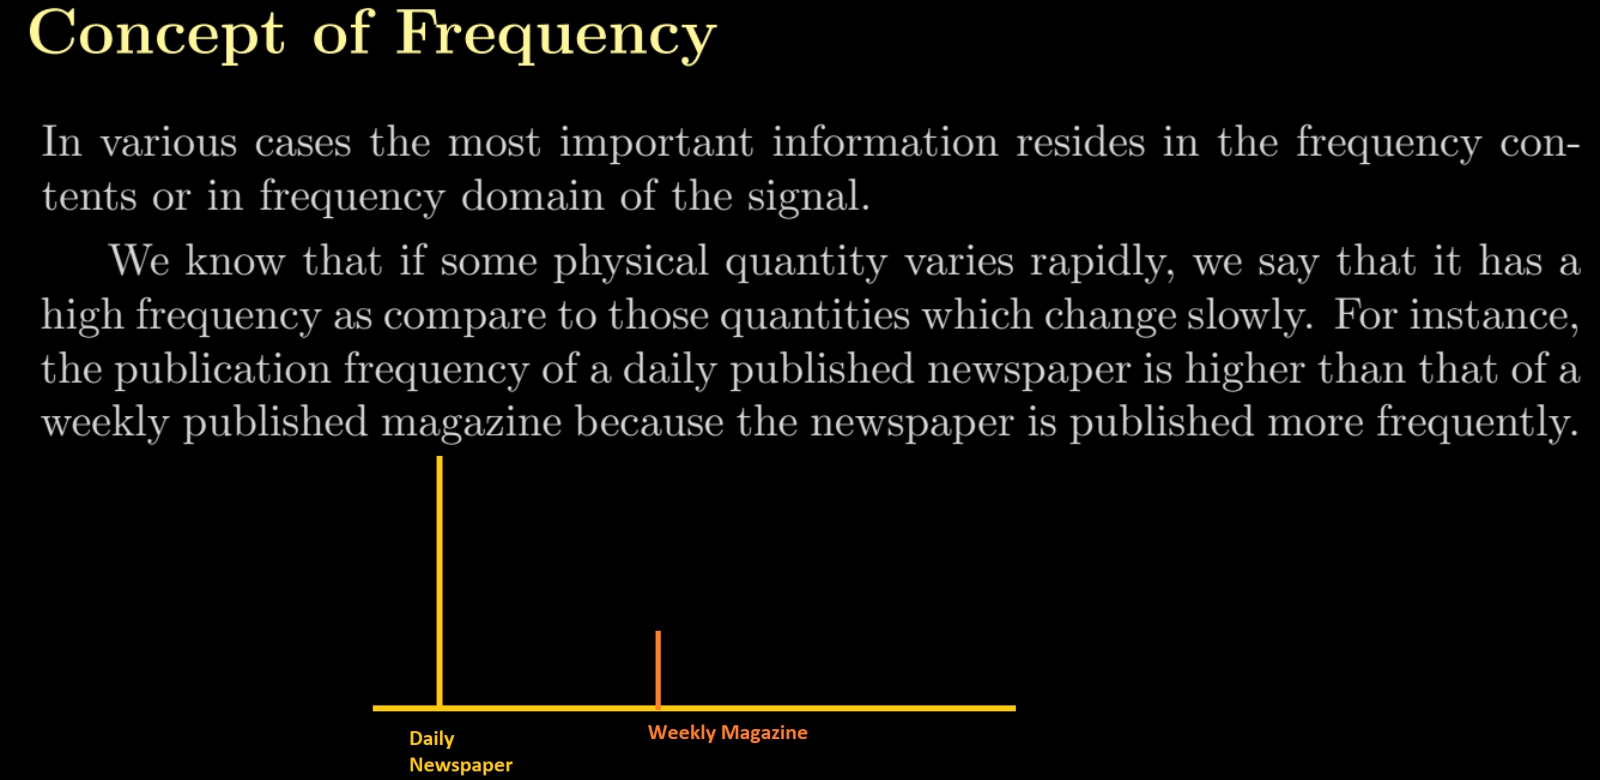 Concept of Frequency
In various cases the most important information resides in the frequency con-
tents or in frequency domain of the signal.
We know that if some physical quantity varies rapidly, we say that it has a
high frequency as compare to those quantities which change slowly. For instance,
the publication frequency of a daily published newspaper is higher than that of a
weekly published magazine because the newspaper is published more frequently.
Daily
Newspaper
Weekly Magazine